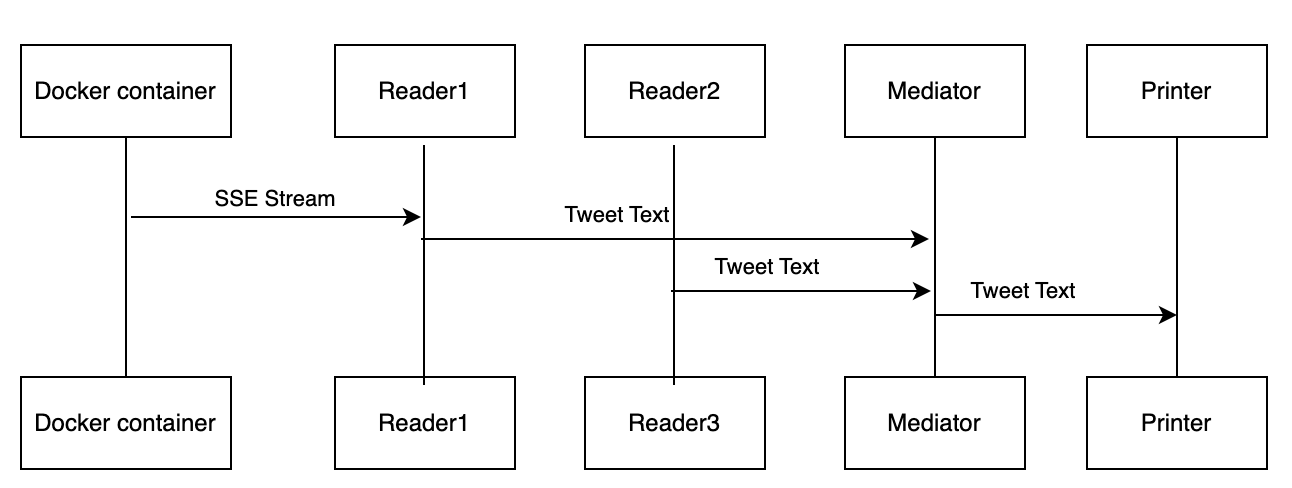 Docker container
Reader1
Reader2
Mediator
Printer
SSE Stream
Tweet Text
Tweet Text
Tweet Text
Docker container
Reader1
Reader3
Mediator
Printer